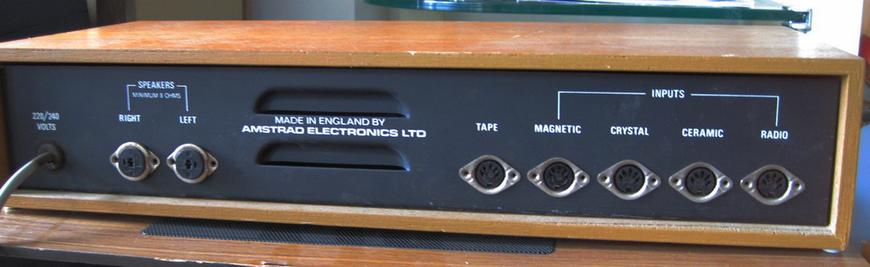 220/240
VOLTS
SPEAKERS
MINIMUM 8 OHMS
RIGHT
LEFT
MADE IN ENGLAND BY
AMSTRAD ELECTRONICS LTD
INPUTS
TAPE
MAGNETIC
CRYSTAL
CERAMIC
RADIO